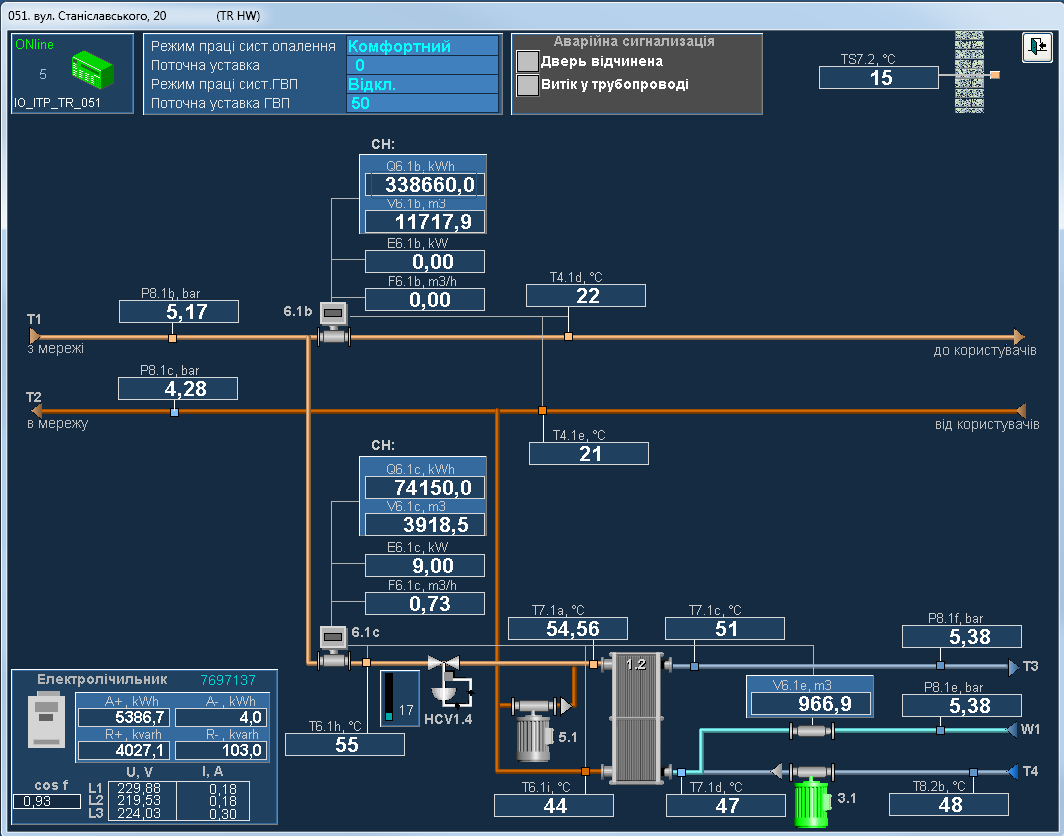 051. вул. Станіславського, 20 (TR HW)
ONline
5
IO_ITP_TR_051
Режим праці сист.опалення Комфортний
Поточна уставка 0
Режим праці сист.ГВП Відкл.
Поточна уставка ГВП 50
Аварійна сигналізація
Дверь відчинена
Витік у трубопроводі
TS7.2, °C
15
СН:
Q6.1b, kWh
338660,0
V6.1b, m3
11717,9
E6.1b, kW
0,00
F6.1b, m3/h
0,00
6.1b
P8.1b, bar
5,17
T4.1d, °C
22
T1
з мережі
до користувачів
P8.1c, bar
4,28
T2
в мережу
від користувачів
T4.1e, °C
21
СН:
Q6.1c, kWh
74150,0
V6.1c, m3
3918,5
E6.1c, kW
9,00
F6.1c, m3/h
0,73
6.1c
T7.1a, °C
54,56
T7.1c, °C
51
P8.1f, bar
5,38
1.2
T3
17
HCV1.4
T6.1h, °C
55
5.1
V6.1e, m3
966,9
P8.1e, bar
5,38
W1
T4
T6.1i, °C
44
T7.1d, °C
47
3.1
T8.2b, °C
48
Електролічильник 7697137
A+, kWh A-, kWh
5386,7 4,0
R+, kvarh R-, kvarh
4027,1 103,0
U, V I, A
cos f
0,93
L1 229,88 0,18
L2 219,53 0,18
L3 224,03 0,30